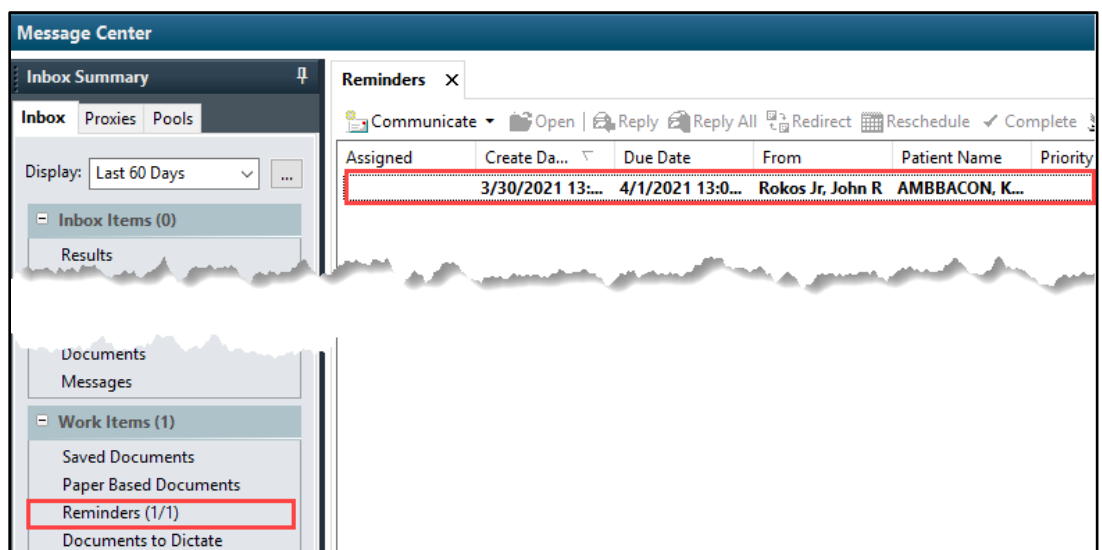 Message Center
Inbox Summary
Inbox Proxies Pools
Display: Last 60 Days ...
Inbox Items (0)
Results
Documents
Messages
Work Items (1)
Saved Documents
Paper Based Documents
Reminders (1/1)
Documents to Dictate
Reminders X
Communicate Open | Reply Reply All Redirect Reschedule Complete
Assigned Create Da... Due Date From Patient Name Priority
3/30/2021 13:... 4/1/2021 13:0... Rokos Jr, John R AMBBACON, K...